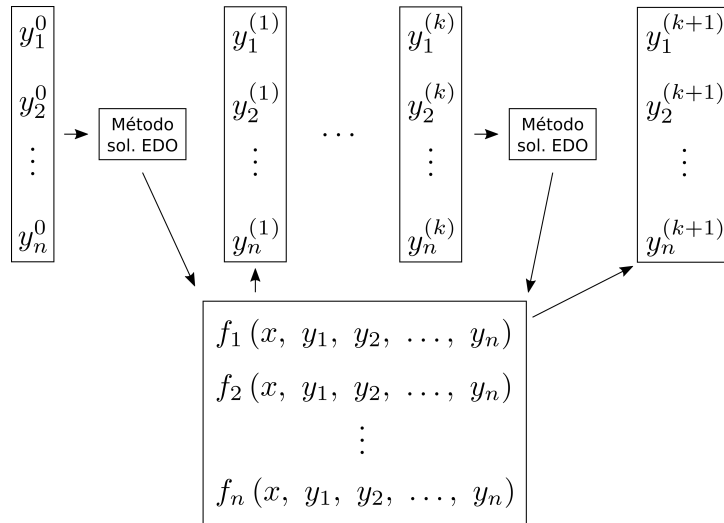 y_1^0 y_1^{(1)} y_1^{(k)} y_1^{(k+1)}
y_2^0 y_2^{(1)} y_2^{(k)} y_2^{(k+1)}
Método Método
sol. EDO sol. EDO
⋮ ⋮ … ⋮ ⋮
y_n^0 y_n^{(1)} y_n^{(k)} y_n^{(k+1)}
f_1 (x, y_1, y_2, …, y_n)
f_2 (x, y_1, y_2, …, y_n)
⋮
f_n (x, y_1, y_2, …, y_n)